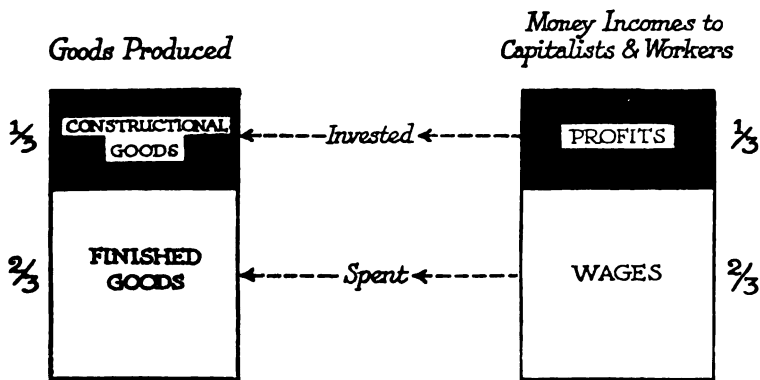 Goods Produced
Money Incomes to
Capitalists & Workers
1/3
CONSTRUCTIONAL
GOODS
Invested
PROFITS
1/3
2/3
FINISHED
GOODS
Spent
WAGES
2/3